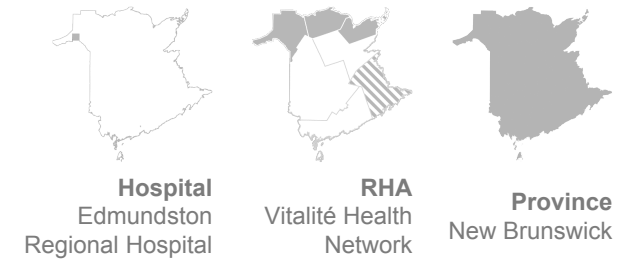 Hospital
Edmundston
Regional Hospital
RHA
Vitalité Health
Network
Province
New Brunswick